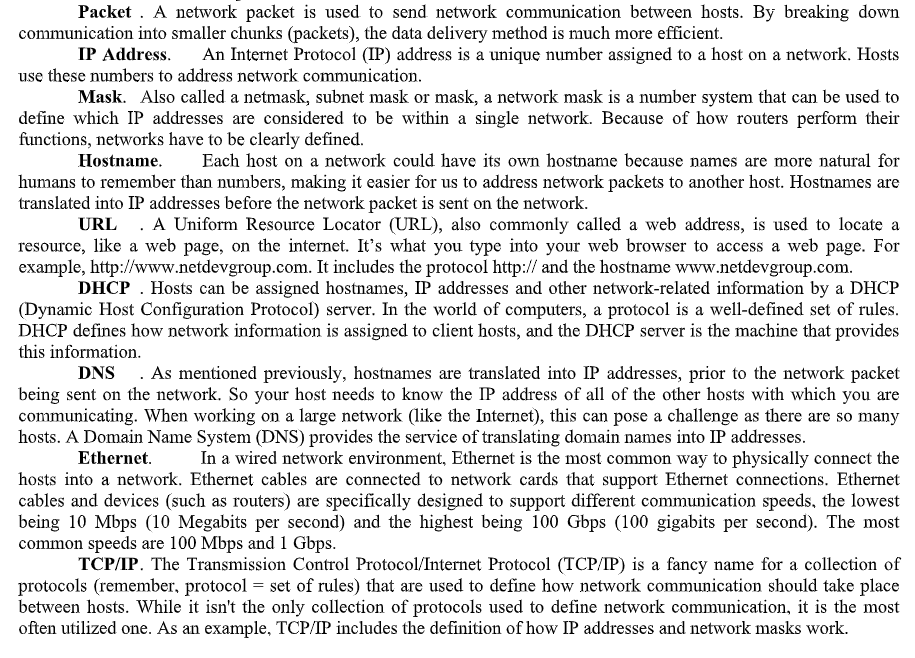 Packet . A network packet is used to send network communication between hosts. By breaking down
communication into smaller chunks (packets), the data delivery method is much more efficient.
IP Address. An Internet Protocol (IP) address is a unique number assigned to a host on a network. Hosts
use these numbers to address network communication.
Mask. Also called a netmask, subnet mask or mask, a network mask is a number system that can be used to
define which IP addresses are considered to be within a single network. Because of how routers perform their
functions, networks have to be clearly defined.
Hostname. Each host on a network could have its own hostname because names are more natural for
humans to remember than numbers, making it easier for us to address network packets to another host. Hostnames are
translated into IP addresses before the network packet is sent on the network.
URL . A Uniform Resource Locator (URL), also commonly called a web address, is used to locate a
resource, like a web page, on the internet. It’s what you type into your web browser to access a web page. For
example, http://www.netdevgroup.com. It includes the protocol http:// and the hostname www.netdevgroup.com.
DHCP . Hosts can be assigned hostnames, IP addresses and other network-related information by a DHCP
(Dynamic Host Configuration Protocol) server. In the world of computers, a protocol is a well-defined set of rules.
DHCP defines how network information is assigned to client hosts, and the DHCP server is the machine that provides
this information.
DNS . As mentioned previously, hostnames are translated into IP addresses, prior to the network packet
being sent on the network. So your host needs to know the IP address of all of the other hosts with which you are
communicating. When working on a large network (like the Internet), this can pose a challenge as there are so many
hosts. A Domain Name System (DNS) provides the service of translating domain names into IP addresses.
Ethernet. In a wired network environment, Ethernet is the most common way to physically connect the
hosts into a network. Ethernet cables are connected to network cards that support Ethernet connections. Ethernet
cables and devices (such as routers) are specifically designed to support different communication speeds, the lowest
being 10 Mbps (10 Megabits per second) and the highest being 100 Gbps (100 gigabits per second). The most
common speeds are 100 Mbps and 1 Gbps.
TCP/IP. The Transmission Control Protocol/Internet Protocol (TCP/IP) is a fancy name for a collection of
protocols (remember, protocol = set of rules) that are used to define how network communication should take place
between hosts. While it isn't the only collection of protocols used to define network communication, it is the most
often utilized one. As an example, TCP/IP includes the definition of how IP addresses and network masks work.